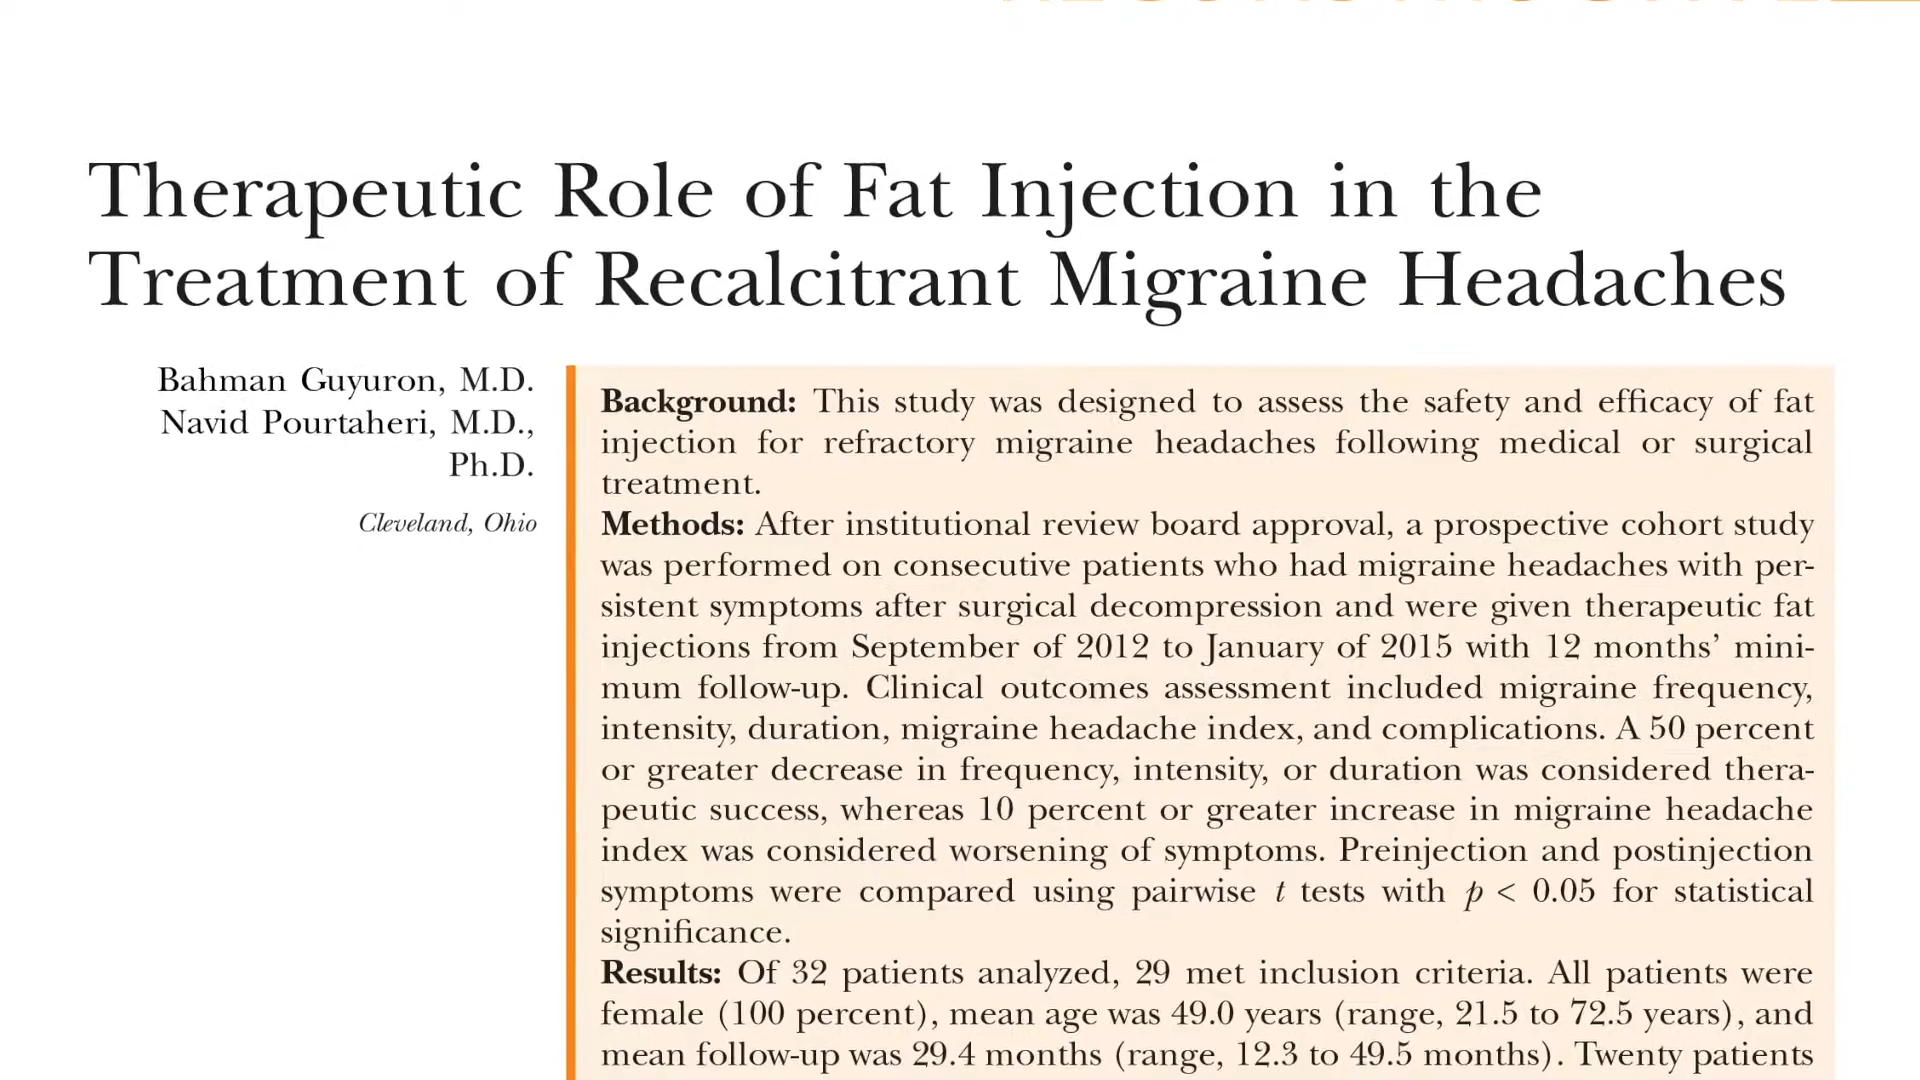 Therapeutic Role of Fat Injection in the
Treatment of Recalcitrant Migraine Headaches
Bahman Guyuron, M.D.
Navid Pourtaheri, M.D.,
Ph.D.
Cleveland, Ohio
Background: This study was designed to assess the safety and efficacy of fat
injection for refractory migraine headaches following medical or surgical
treatment.
Methods: After institutional review board approval, a prospective cohort study
was performed on consecutive patients who had migraine headaches with per-
sistent symptoms after surgical decompression and were given therapeutic fat
injections from September of 2012 to January of 2015 with 12 months’ mini-
mum follow-up. Clinical outcomes assessment included migraine frequency,
intensity, duration, migraine headache index, and complications. A 50 percent
or greater decrease in frequency, intensity, or duration was considered thera-
peutic success, whereas 10 percent or greater increase in migraine headache
index was considered worsening of symptoms. Preinjection and postinjection
symptoms were compared using pairwise t tests with p < 0.05 for statistical
significance.
Results: Of 32 patients analyzed, 29 met inclusion criteria. All patients were
female (100 percent), mean age was 49.0 years (range, 21.5 to 72.5 years), and
mean follow-up was 29.4 months (range, 12.3 to 49.5 months). Twenty patients